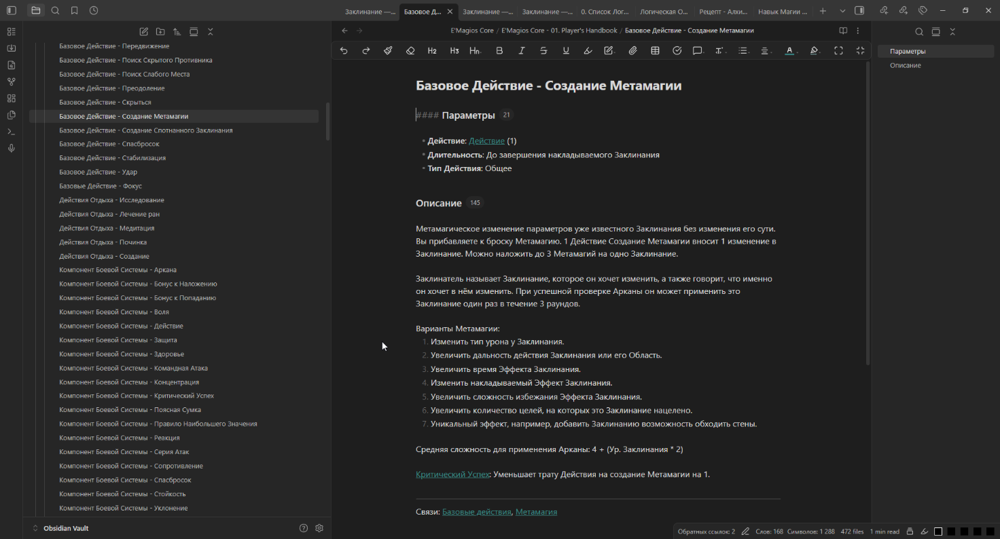 Заклинание —...
Базовое Д...
Заклинание —...
Заклинание —...
0. Список Лог...
Логическая О...
Рецепт - Алхи...
Навык Магии ...
E'Magios Core / E'Magios Core - 01. Player's Handbook / Базовое Действие - Создание Метамагии
H2 H3 Hn B I S U A
Базовое Действие - Передвижение
Базовое Действие - Поиск Скрытого Противника
Базовое Действие - Поиск Слабого Места
Базовое Действие - Преодоление
Базовое Действие - Скрыться
Базовое Действие - Создание Метамагии
Базовое Действие - Создание Спотнанного Заклинания
Базовое Действие - Спасбросок
Базовое Действие - Стабилизация
Базовое Действие - Удар
Базовые Действие - Фокус
Действия Отдыха - Исследование
Действия Отдыха - Лечение ран
Действия Отдыха - Медитация
Действия Отдыха - Починка
Действия Отдыха - Создание
Компонент Боевой Системы - Аркана
Компонент Боевой Системы - Бонус к Наложению
Компонент Боевой Системы - Бонус к Попаданию
Компонент Боевой Системы - Воля
Компонент Боевой Системы - Действие
Компонент Боевой Системы - Защита
Компонент Боевой Системы - Здоровье
Компонент Боевой Системы - Командная Атака
Компонент Боевой Системы - Концентрация
Компонент Боевой Системы - Критический Успех
Компонент Боевой Системы - Поясная Сумка
Компонент Боевой Системы - Правило Наибольшего Значения
Компонент Боевой Системы - Реакция
Компонент Боевой Системы - Серия Атак
Компонент Боевой Системы - Сопротивление
Компонент Боевой Системы - Спасбросок
Компонент Боевой Системы - Стойкость
Компонент Боевой Системы - Уклонение
Obsidian Vault
Базовое Действие - Создание Метамагии
#### Параметры 21
Действие: Действие (1)
Длительность: До завершения накладываемого Заклинания
Тип Действия: Общее
Описание 145
Метамагическое изменение параметров уже известного Заклинания без изменения его сути.
Вы прибавляете к броску Метамагию. 1 Действие Создание Метамагии вносит 1 изменение в
Заклинание. Можно наложить до 3 Метамагий на одно Заклинание.
Заклинатель называет Заклинание, которое он хочет изменить, а также говорит, что именно
он хочет в нём изменить. При успешной проверке Арканы он может применить это
Заклинание один раз в течение 3 раундов.
Варианты Метамагии:
1. Изменить тип урона у Заклинания.
2. Увеличить дальность действия Заклинания или его Область.
3. Увеличить время Эффекта Заклинания.
4. Изменить накладываемый Эффект Заклинания.
5. Увеличить сложность избежания Эффекта Заклинания.
6. Увеличить количество целей, на которых это Заклинание нацелено.
7. Уникальный эффект, например, добавить Заклинанию возможность обходить стены.
Средняя сложность для применения Арканы: 4 + (Ур. Заклинания * 2)
Критический Успех: Уменьшает трату Действия на создание Метамагии на 1.
Связи: Базовые действия, Метамагия
Параметры
Описание
Обратных ссылок: 2 Слов: 168 Символов: 1 288 472 files 1 min read